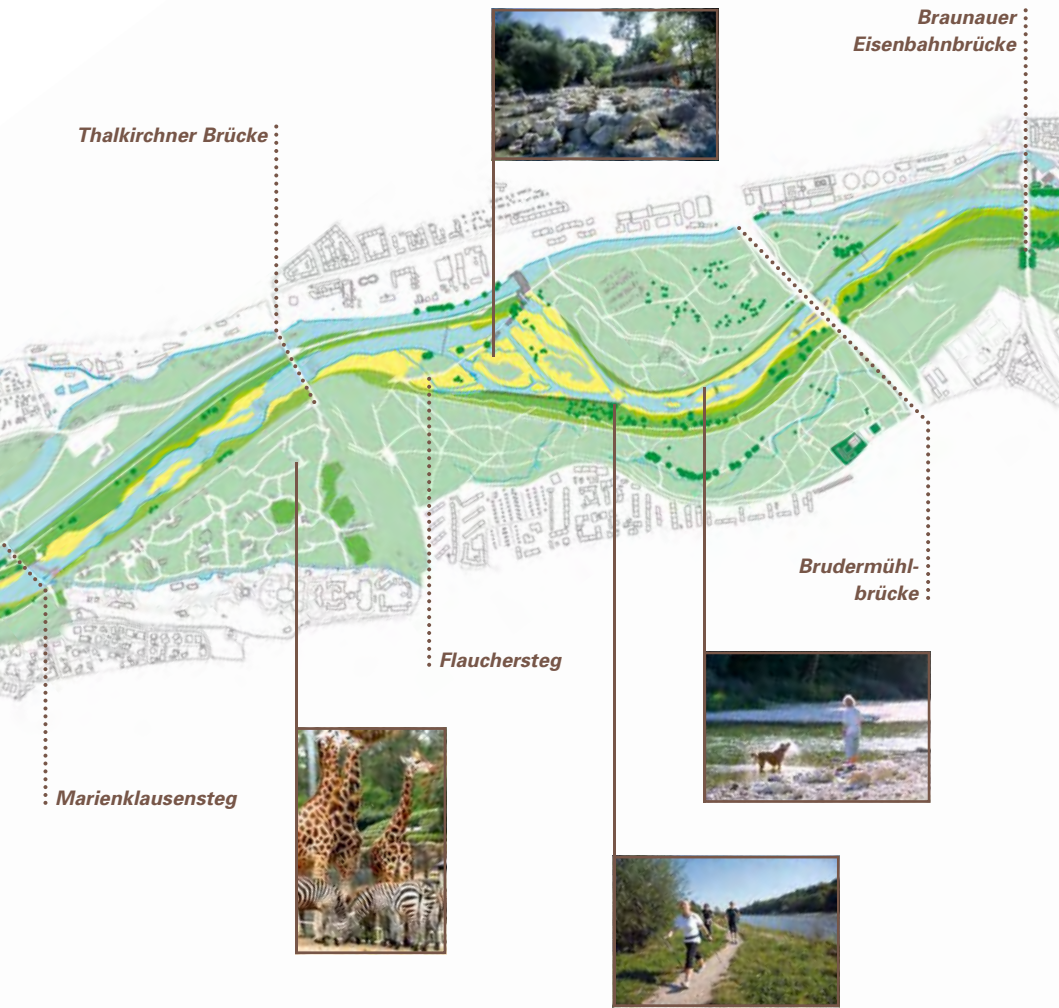 Braunauer
Eisenbahnbrücke
Thalkirchner Brücke
Brudermühl-
brücke
Flauchersteg
Marienklausensteg